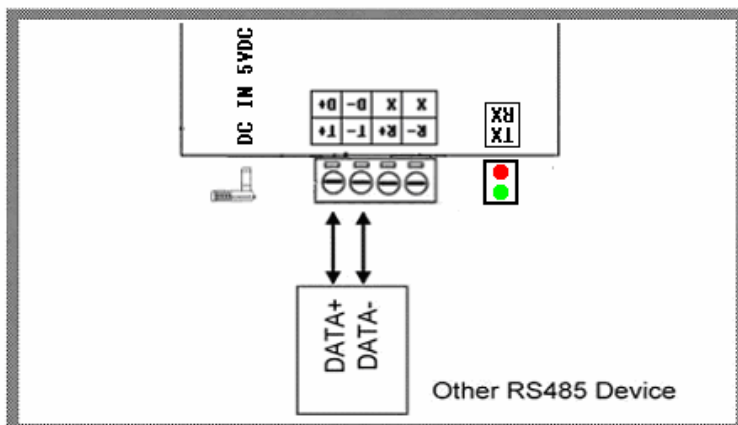 DC IN 5VDC
D+ D- X X
T+ T- R+ R-
RX
TX
DATA+
DATA-
Other RS485 Device